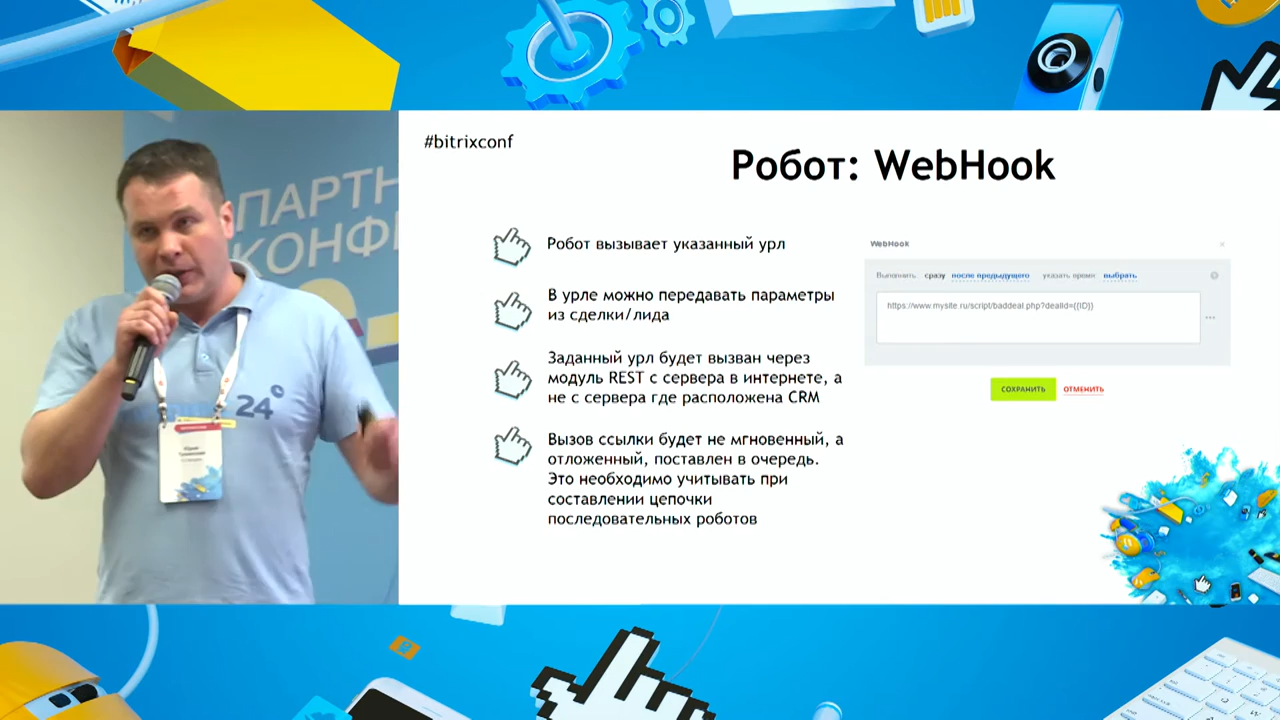 ПАРТН
КОНФЕ
24
#bitrixconf
Робот: WebHook
Робот вызывает указанный урл
В урле можно передавать параметры
из сделки/лида
Заданный урл будет вызван через
модуль REST с сервера в интернете, а
не с сервера где расположена CRM
Вызов ссылки будет не мгновенный, а
отложенный, поставлен в очередь.
Это необходимо учитывать при
составлении цепочки
последовательных роботов
WebHook
Выполнить сразу после предыдущего указать время выбрать
https://www.mysite.ru/script/baddeal.php?dealId={{ID}}
СОХРАНИТЬ ОТМЕНИТЬ